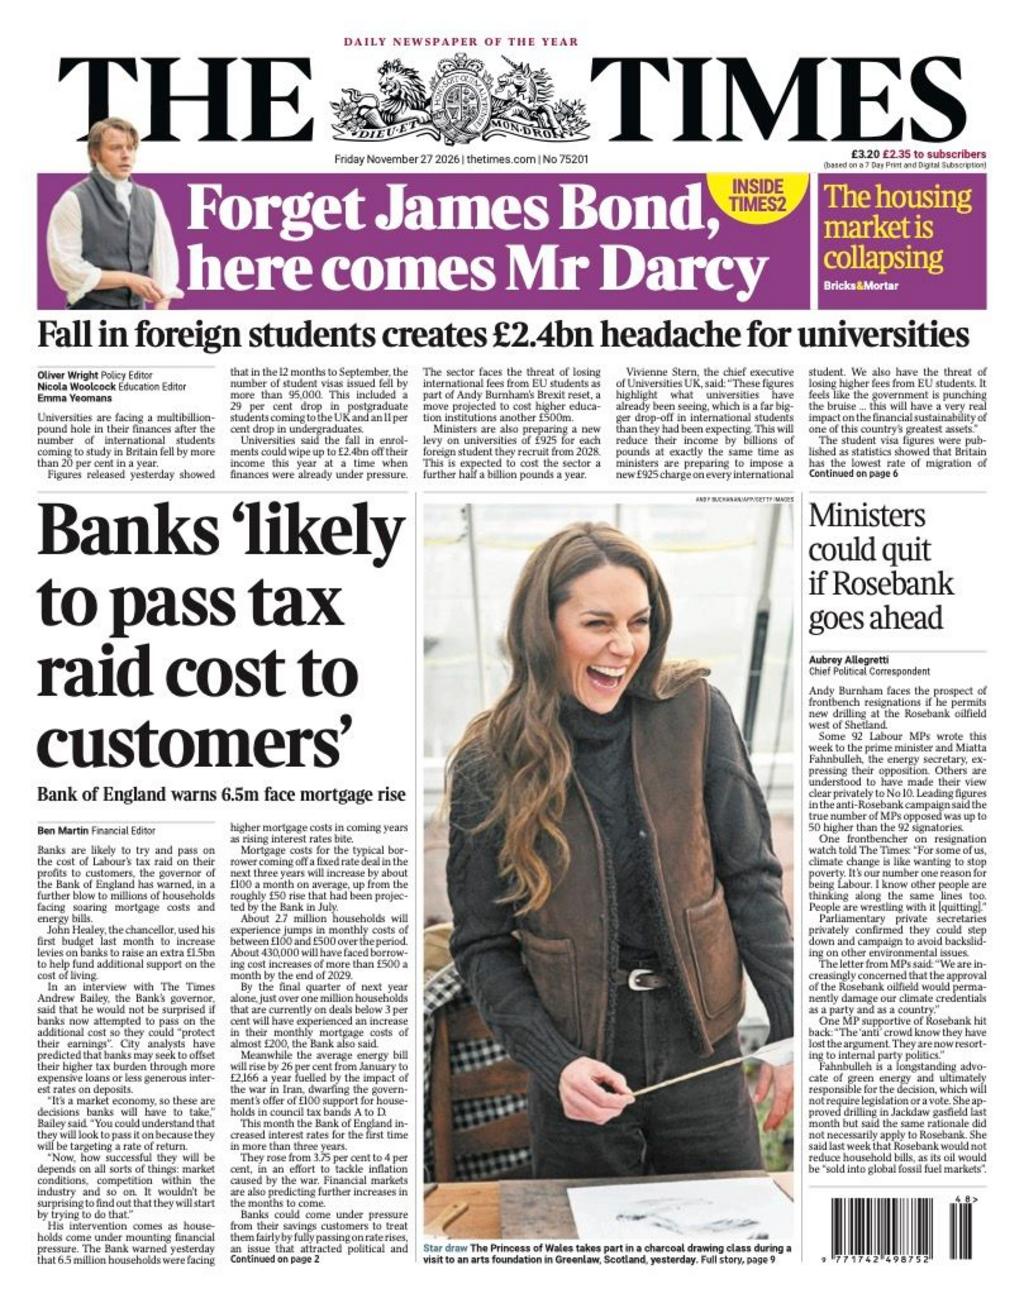 DAILY NEWSPAPER OF THE YEAR
THE TIMES
DIEU ET MON DROIT
Friday November 27 2026 | thetimes.com | No 75201
£3.20 £2.35 to subscribers
(based on a 7 Day Print and Digital Subscription)
Forget James Bond,
here comes Mr Darcy
INSIDE
TIMES2
The housing
market is
collapsing
Bricks&Mortar
Fall in foreign students creates £2.4bn headache for universities
Oliver Wright Policy Editor
Nicola Woolcock Education Editor
Emma Yeomans
Universities are facing a multibillion-
pound hole in their finances after the
number of international students
coming to study in Britain fell by more
than 20 per cent in a year.
Figures released yesterday showed
that in the 12 months to September, the
number of student visas issued fell by
more than 95,000. This included a
29 per cent drop in postgraduate
students coming to the UK and an 11 per
cent drop in undergraduates.
Universities said the fall in enrol-
ments could wipe up to £2.4bn off their
income this year at a time when
finances were already under pressure.
The sector faces the threat of losing
international fees from EU students as
part of Andy Burnham's Brexit reset, a
move projected to cost higher educa-
tion institutions another £500m.
Ministers are also preparing a new
levy on universities of £925 for each
foreign student they recruit from 2028.
This is expected to cost the sector a
further half a billion pounds a year.
Vivienne Stern, the chief executive
of Universities UK, said: "These figures
highlight what universities have
already been seeing, which is a far big-
ger drop-off in international students
than they had been expecting. This will
reduce their income by billions of
pounds at exactly the same time as
ministers are preparing to impose a
new £925 charge on every international
student. We also have the threat of
losing higher fees from EU students. It
feels like the government is punching
the bruise ... this will have a very real
impact on the financial sustainability of
one of this country's greatest assets."
The student visa figures were pub-
lished as statistics showed that Britain
has the lowest rate of migration of
Continued on page 6
Banks 'likely
to pass tax
raid cost to
customers'
Bank of England warns 6.5m face mortgage rise
Ben Martin Financial Editor
Banks are likely to try and pass on
the cost of Labour's tax raid on their
profits to customers, the governor of
the Bank of England has warned, in a
further blow to millions of households
facing soaring mortgage costs and
energy bills.
John Healey, the chancellor, used his
first budget last month to increase
levies on banks to raise an extra £1.5bn
to help fund additional support on the
cost of living.
In an interview with The Times
Andrew Bailey, the Bank's governor,
said that he would not be surprised if
banks now attempted to pass on the
additional cost so they could "protect
their earnings". City analysts have
predicted that banks may seek to offset
their higher tax burden through more
expensive loans or less generous inter-
est rates on deposits.
"It's a market economy, so these are
decisions banks will have to take,"
Bailey said. "You could understand that
they will look to pass it on because they
will be targeting a rate of return.
"Now, how successful they will be
depends on all sorts of things: market
conditions, competition within the
industry and so on. It wouldn't be
surprising to find out that they will start
by trying to do that."
His intervention comes as house-
holds come under mounting financial
pressure. The Bank warned yesterday
that 6.5 million households were facing
higher mortgage costs in coming years
as rising interest rates bite.
Mortgage costs for the typical bor-
rower coming off a fixed rate deal in the
next three years will increase by about
£100 a month on average, up from the
roughly £50 rise that had been projec-
ted by the Bank in July.
About 2.7 million households will
experience jumps in monthly costs of
between £100 and £500 over the period.
About 430,000 will have faced borrow-
ing cost increases of more than £500 a
month by the end of 2029.
By the final quarter of next year
alone, just over one million households
that are currently on deals below 3 per
cent will have experienced an increase
in their monthly mortgage costs of
almost £200, the Bank also said.
Meanwhile the average energy bill
will rise by 26 per cent from January to
£2,166 a year fuelled by the impact of
the war in Iran, dwarfing the govern-
ment's offer of £100 support for house-
holds in council tax bands A to D.
This month the Bank of England in-
creased interest rates for the first time
in more than three years.
They rose from 3.75 per cent to 4 per
cent, in an effort to tackle inflation
caused by the war. Financial markets
are also predicting further increases in
the months to come.
Banks could come under pressure
from their savings customers to treat
them fairly by fully passing on rate rises,
an issue that attracted political and
Continued on page 2
ANDY BUCHANAN/AFP/GETTY IMAGES
Star draw The Princess of Wales takes part in a charcoal drawing class during a
visit to an arts foundation in Greenlaw, Scotland, yesterday. Full story, page 9
Ministers
could quit
if Rosebank
goes ahead
Aubrey Allegretti
Chief Political Correspondent
Andy Burnham faces the prospect of
frontbench resignations if he permits
new drilling at the Rosebank oilfield
west of Shetland.
Some 92 Labour MPs wrote this
week to the prime minister and Miatta
Fahnbulleh, the energy secretary, ex-
pressing their opposition. Others are
understood to have made their view
clear privately to No 10. Leading figures
in the anti-Rosebank campaign said the
true number of MPs opposed was up to
50 higher than the 92 signatories.
One frontbencher on resignation
watch told The Times: "For some of us,
climate change is like wanting to stop
poverty. It's our number one reason for
being Labour. I know other people are
thinking along the same lines too.
People are wrestling with it [quitting]."
Parliamentary private secretaries
privately confirmed they could step
down and campaign to avoid backslid-
ing on other environmental issues.
The letter from MPs said: "We are in-
creasingly concerned that the approval
of the Rosebank oilfield would perma-
nently damage our climate credentials
as a party and as a country."
One MP supportive of Rosebank hit
back: "The 'anti' crowd know they have
lost the argument. They are now resort-
ing to internal party politics."
Fahnbulleh is a longstanding advo-
cate of green energy and ultimately
responsible for the decision, which will
not require legislation or a vote. She ap-
proved drilling in Jackdaw gasfield last
month but said the same rationale did
not necessarily apply to Rosebank. She
said last week that Rosebank would not
reduce household bills, as its oil would
be "sold into global fossil fuel markets".
48>
9 771742 498752